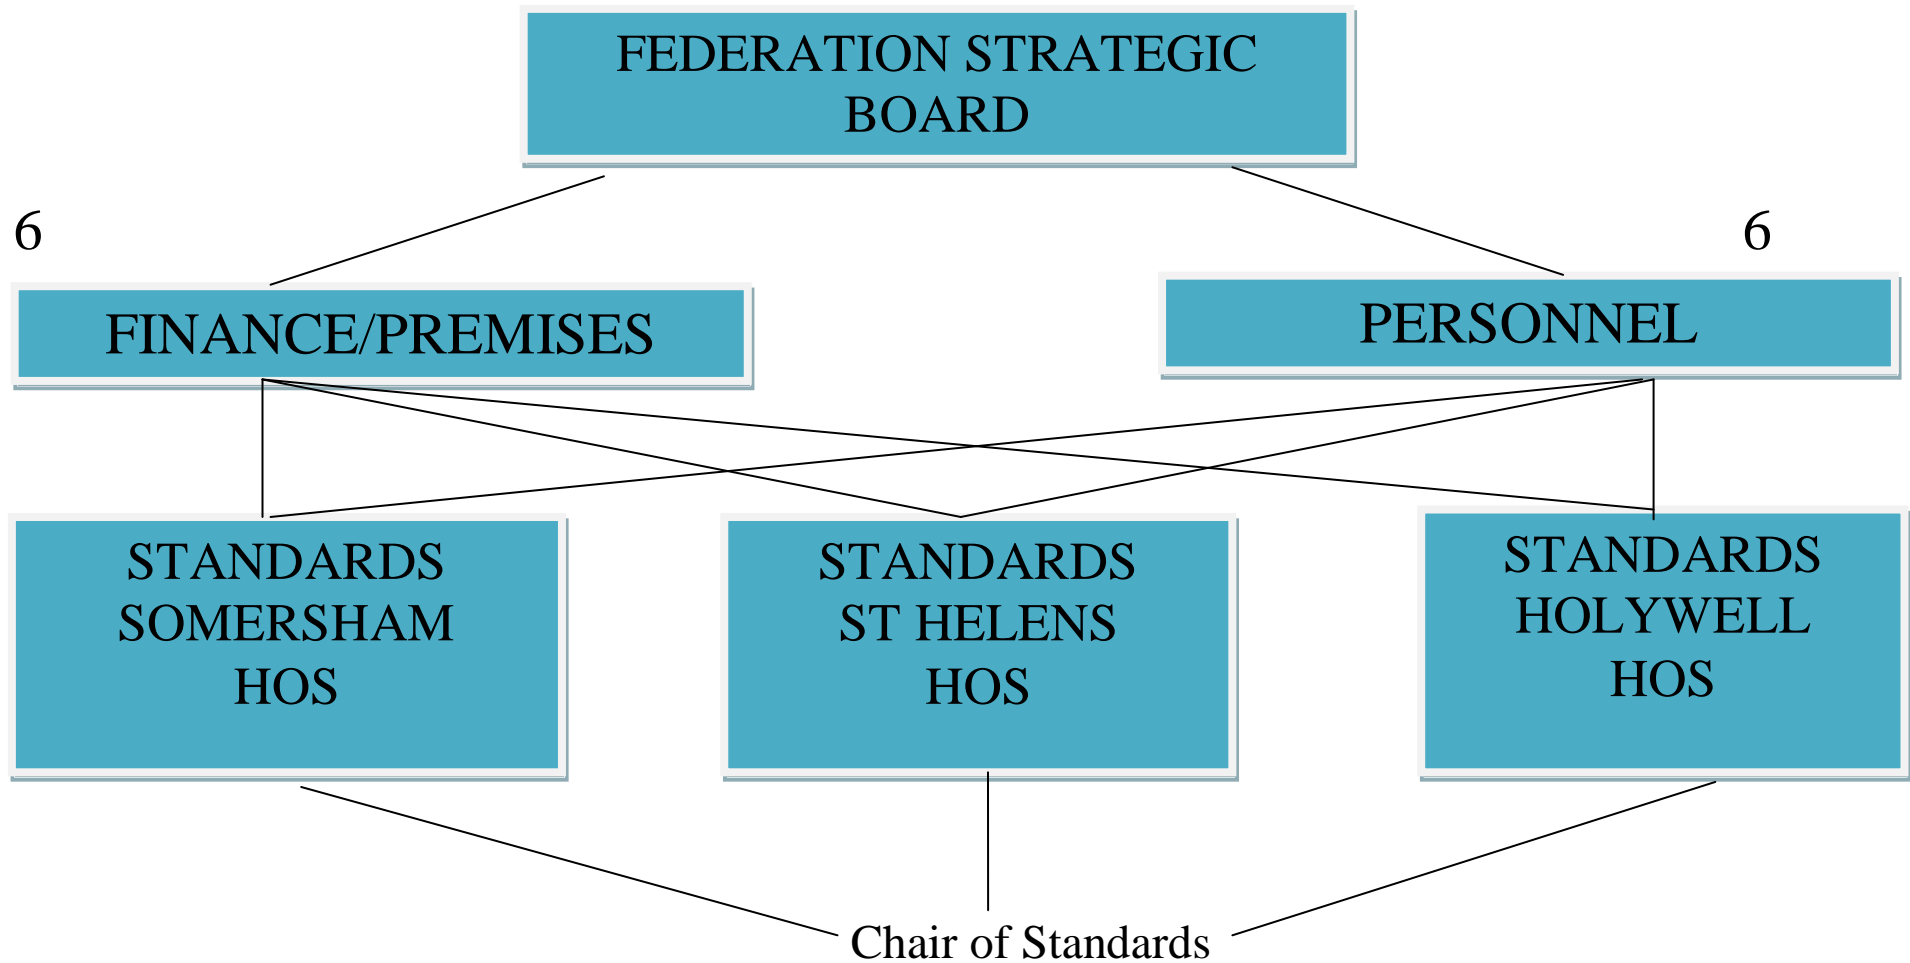 FEDERATION STRATEGIC
BOARD
6
6
FINANCE/PREMISES
PERSONNEL
STANDARDS
SOMERSHAM
HOS
STANDARDS
ST HELENS
HOS
STANDARDS
HOLYWELL
HOS
Chair of Standards